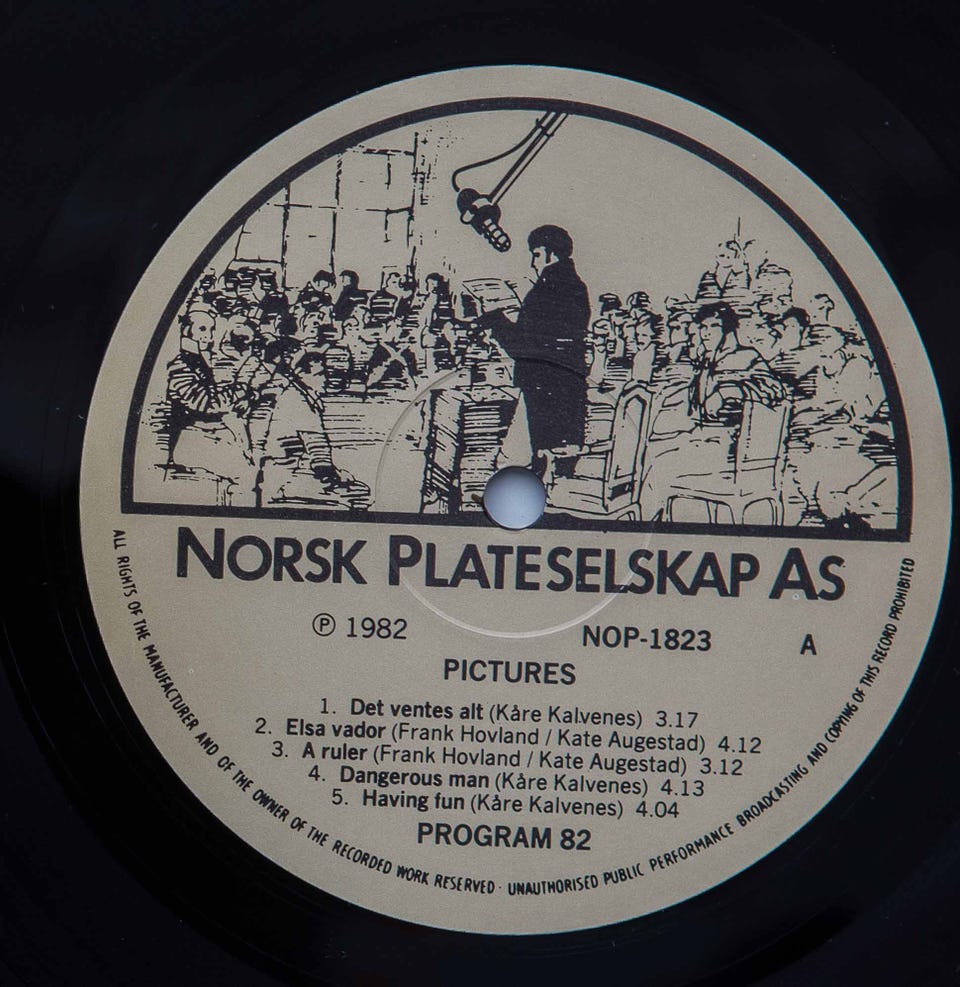 NORSK PLATESELSKAP AS
℗ 1982 NOP-1823 A
PICTURES
1. Det ventes alt (Kåre Kalvenes) 3.17
2. Elsa vador (Frank Hovland / Kate Augestad) 4.12
3. A ruler (Frank Hovland / Kate Augestad) 3.12
4. Dangerous man (Kåre Kalvenes) 4.13
5. Having fun (Kåre Kalvenes) 4.04
PROGRAM 82
ALL RIGHTS OF THE MANUFACTURER AND OF THE OWNER OF THE RECORDED WORK RESERVED · UNAUTHORISED PUBLIC PERFORMANCE BROADCASTING AND COPYING OF THIS RECORD PROHIBITED